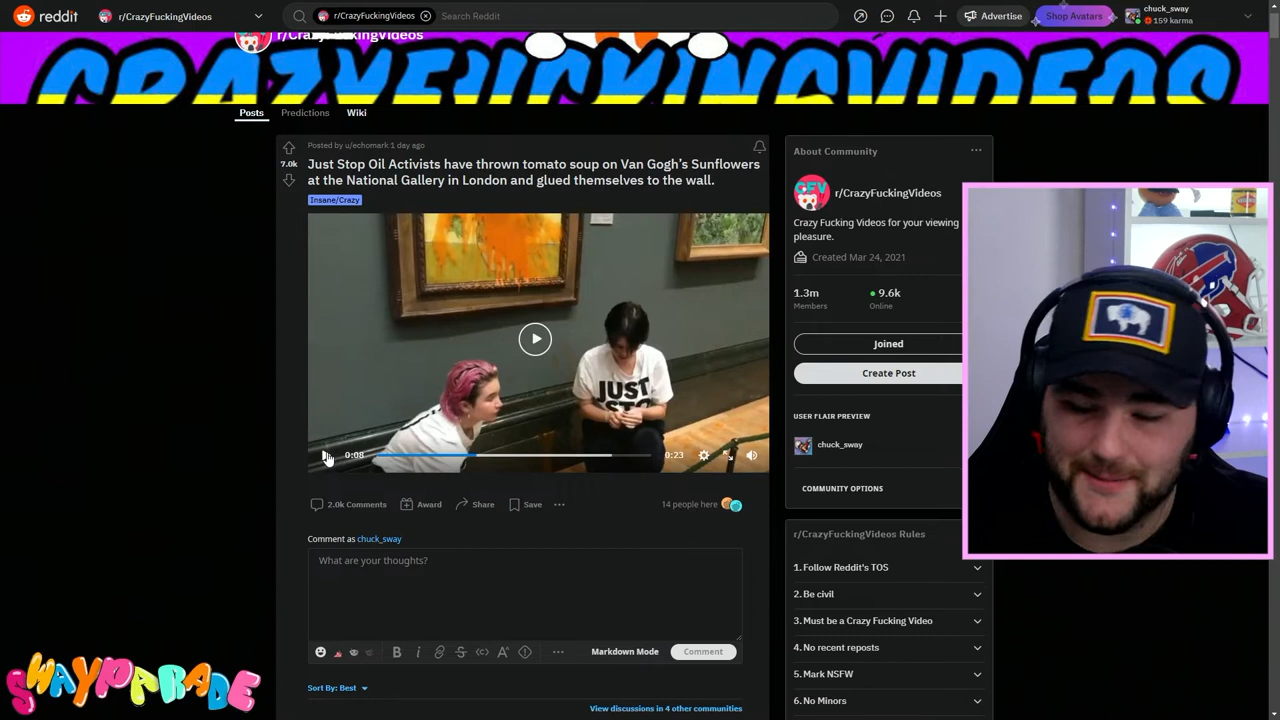 reddit
r/CrazyFuckingVideos
r/CrazyFuckingVideos
Search Reddit
Advertise
Shop Avatars
chuck_sway
159 karma
r/CrazyFuckingVideos
CRAZYFUCKINGVIDEOS
Posts
Predictions
Wiki
7.0k
Posted by u/echomark 1 day ago
Just Stop Oil Activists have thrown tomato soup on Van Gogh's Sunflowers
at the National Gallery in London and glued themselves to the wall.
Insane/Crazy
JUST
STO
0:08
0:23
2.0k Comments
Award
Share
Save
14 people here
Comment as chuck_sway
What are your thoughts?
B
i
S
A
Markdown Mode
Comment
Sort By: Best
View discussions in 4 other communities
About Community
CFV
r/CrazyFuckingVideos
Crazy Fucking Videos for your viewing
pleasure.
Created Mar 24, 2021
1.3m
Members
9.6k
Online
Joined
Create Post
USER FLAIR PREVIEW
chuck_sway
COMMUNITY OPTIONS
r/CrazyFuckingVideos Rules
1. Follow Reddit's TOS
2. Be civil
3. Must be a Crazy Fucking Video
4. No recent reposts
5. Mark NSFW
6. No Minors
SWAYPARADE